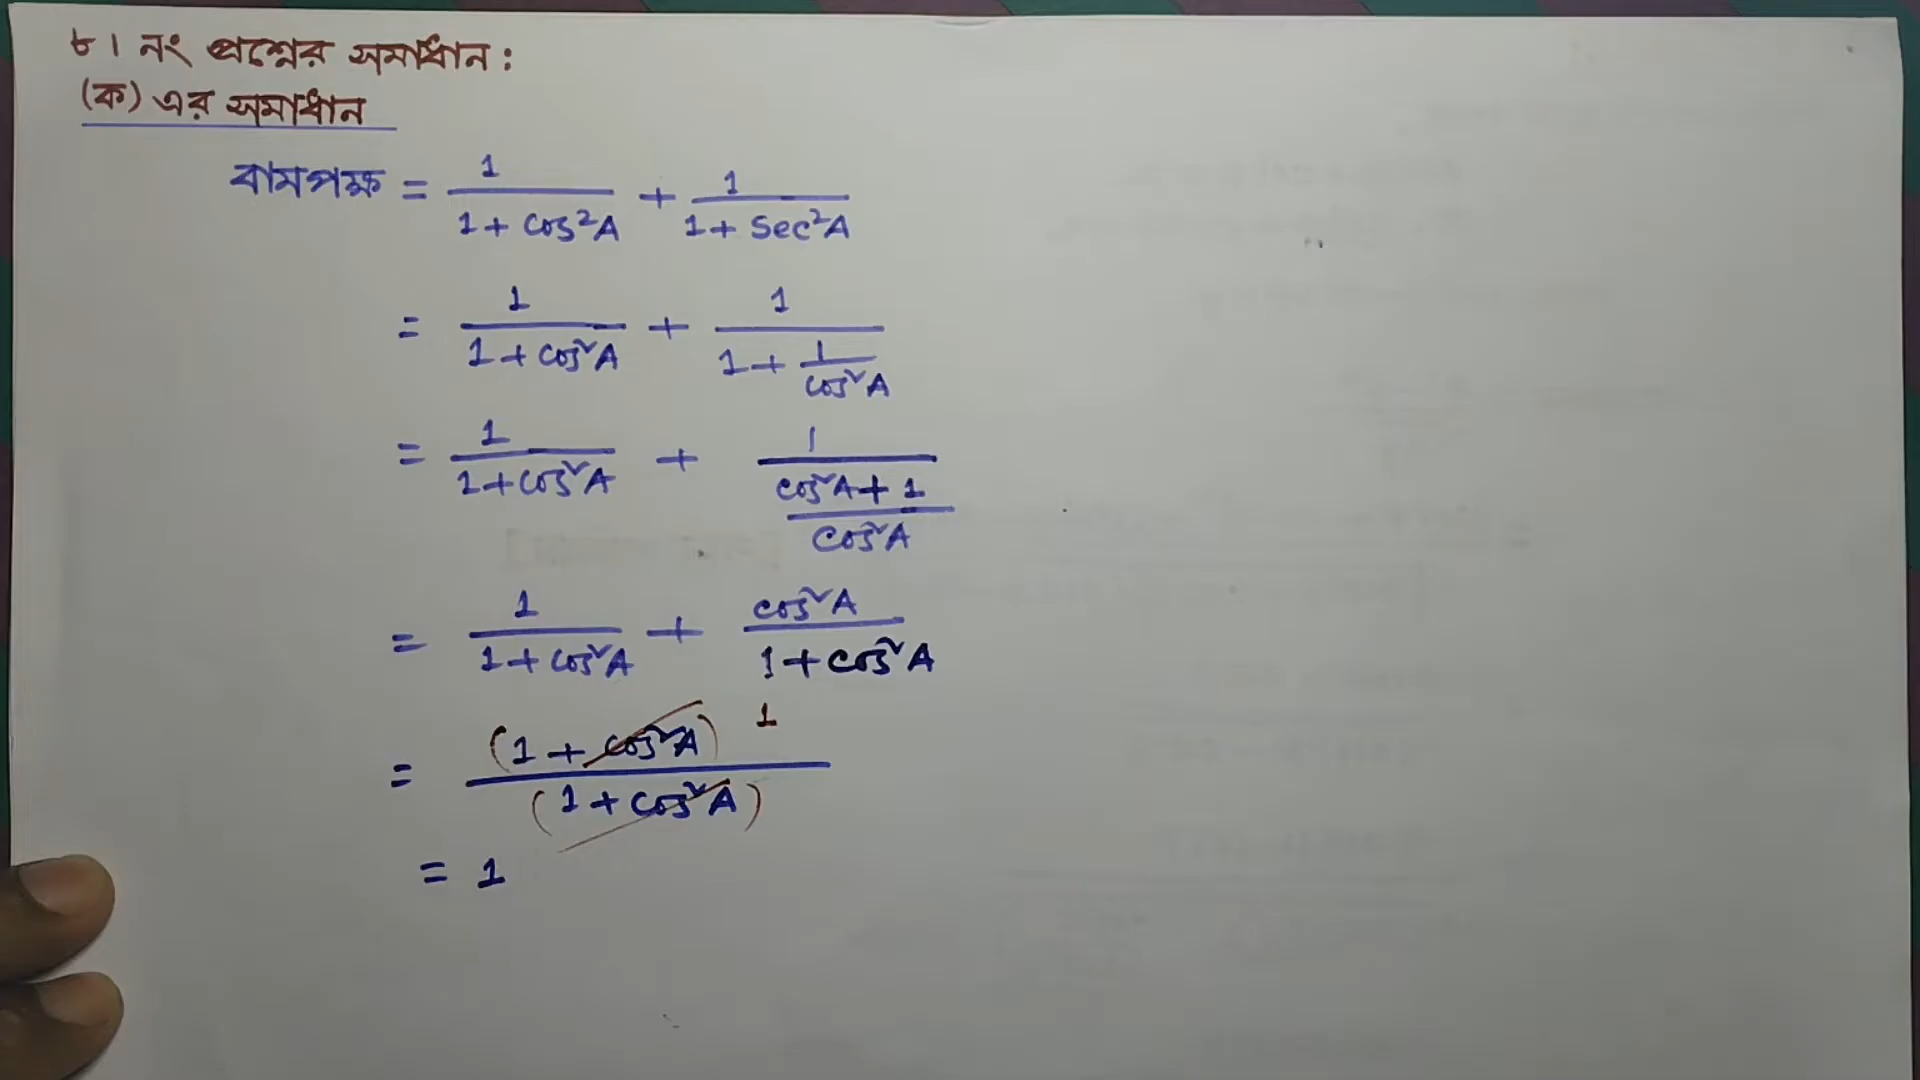 ৮। নং প্রশ্নের সমাধান:
(ক) এর সমাধান
বামপক্ষ = 1/(1 + cos²A) + 1/(1 + sec²A)
= 1/(1 + cos²A) + 1/(1 + 1/cos²A)
= 1/(1 + cos²A) + 1/((cos²A + 1)/cos²A)
= 1/(1 + cos²A) + cos²A/(1 + cos²A)
= (1 + cos²A) 1/(1 + cos²A)
= 1